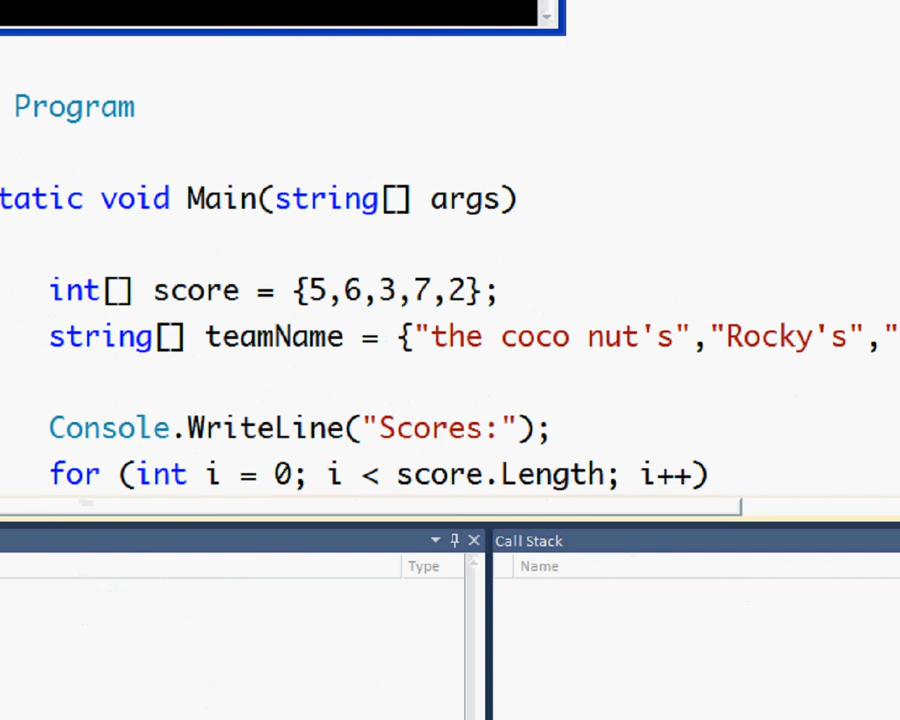 Program
tatic void Main(string[] args)
int[] score = {5,6,3,7,2};
string[] teamName = {"the coco nut's","Rocky's","
Console.WriteLine("Scores:");
for (int i = 0; i < score.Length; i++)
Call Stack
Type
Name